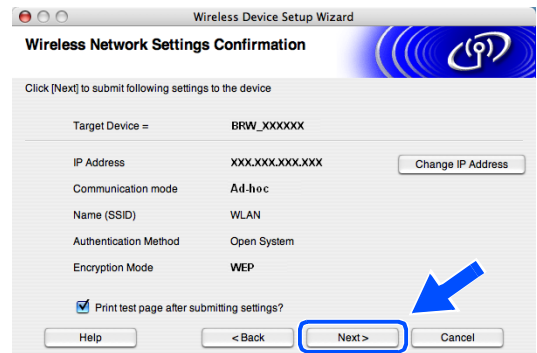 Wireless Device Setup Wizard
Wireless Network Settings Confirmation
Click [Next] to submit following settings to the device
Target Device = BRW_XXXXXX
IP Address XXX.XXX.XXX.XXX Change IP Address
Communication mode Ad-hoc
Name (SSID) WLAN
Authentication Method Open System
Encryption Mode WEP
Print test page after submitting settings?
Help < Back Next > Cancel